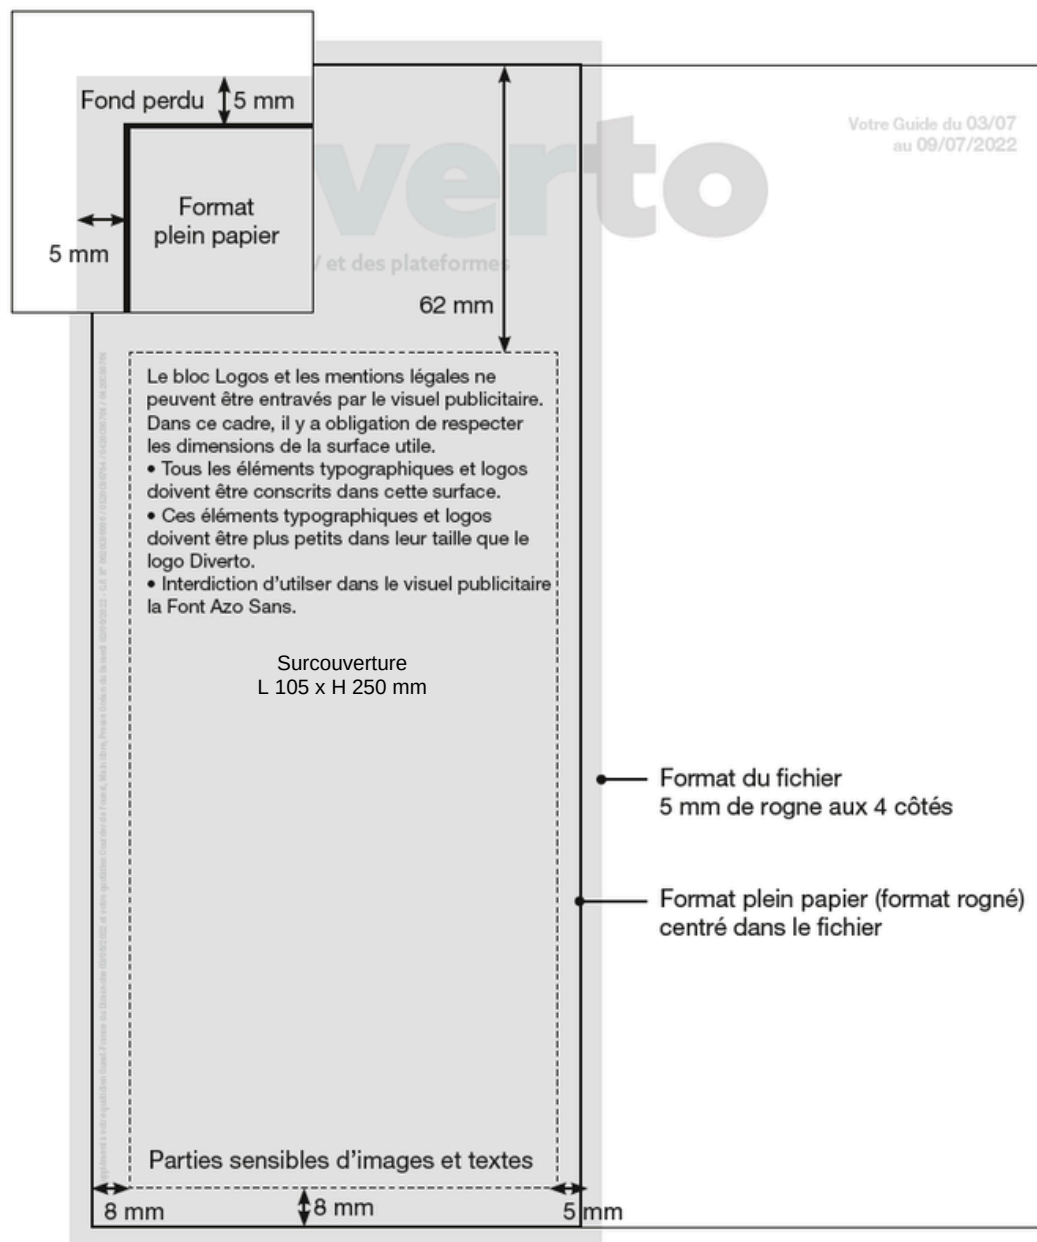 Fond perdu 5 mm
Format
plein papier
5 mm
verto
Votre Guide du 03/07
au 09/07/2022
et des plateformes
62 mm
Le bloc Logos et les mentions légales ne
peuvent être entravés par le visuel publicitaire.
Dans ce cadre, il y a obligation de respecter
les dimensions de la surface utile.
• Tous les éléments typographiques et logos
doivent être conscrits dans cette surface.
• Ces éléments typographiques et logos
doivent être plus petits dans leur taille que le
logo Diverto.
• Interdiction d'utilser dans le visuel publicitaire
la Font Azo Sans.
Surcouverture
L 105 x H 250 mm
Format du fichier
5 mm de rogne aux 4 côtés
Format plein papier (format rogné)
centré dans le fichier
Parties sensibles d'images et textes
8 mm
8 mm
5 mm